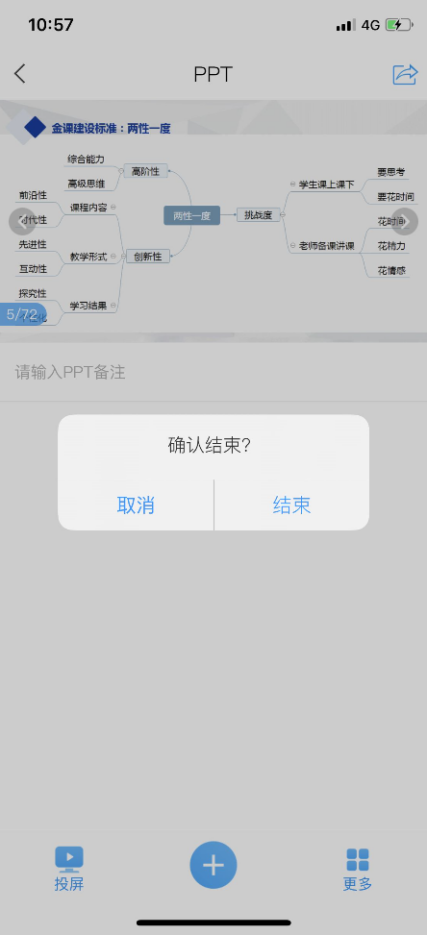 10:57
4G
PPT
金课建设标准：两性一度
综合能力
高阶性
高级思维
前沿性
课程内容
时代性
先进性
教学形式
互动性
创新性
探究性
学习结果
两性一度
挑战度
学生课上课下
要思考
要花时间
老师备课讲课
花时间
花精力
花情感
5/72
请输入PPT备注
确认结束?
取消
结束
投屏
更多